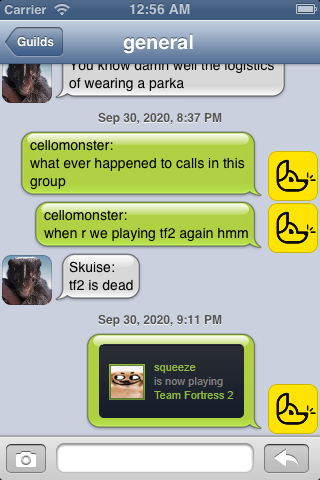 Carrier 12:56 AM
Guilds general
You know damn well the logistics
of wearing a parka
Sep 30, 2020, 8:37 PM
cellomonster:
what ever happened to calls in this
group
cellomonster:
when r we playing tf2 again hmm
Skuise:
tf2 is dead
Sep 30, 2020, 9:11 PM
squeeze
is now playing
Team Fortress 2